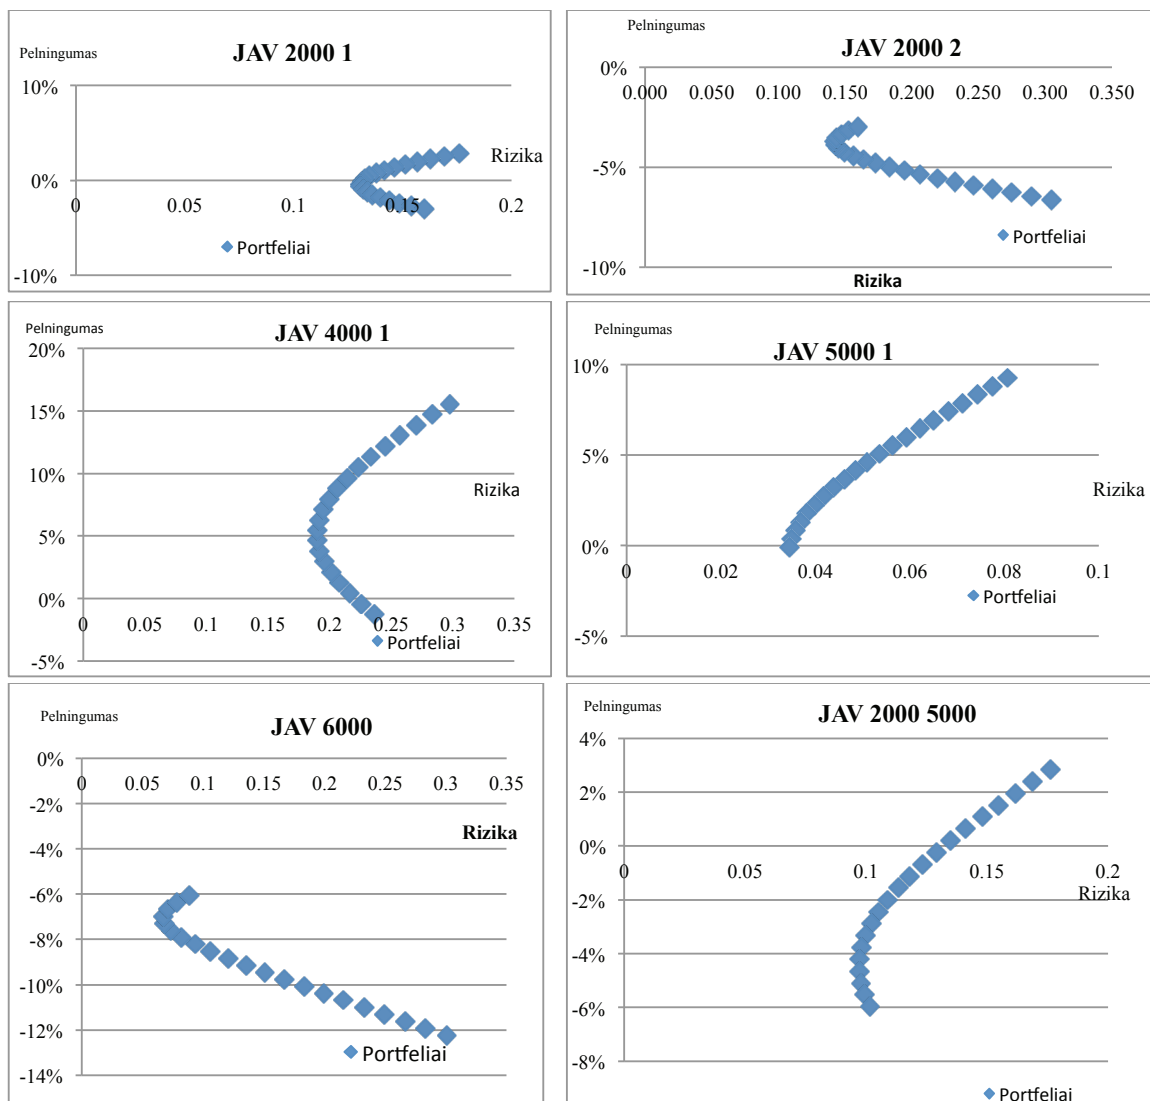 Pelningumas
JAV 2000 1
10%
Rizika
0%
0 0.05 0.1 0.15 0.2
Portfeliai
-10%
Pelningumas
JAV 2000 2
0%
0.000 0.050 0.100 0.150 0.200 0.250 0.300 0.350
-5%
Portfeliai
-10%
Rizika
Pelningumas
JAV 4000 1
20%
15%
10%
Rizika
5%
0%
0 0.05 0.1 0.15 0.2 0.25 0.3 0.35
Portfeliai
-5%
Pelningumas
JAV 5000 1
10%
5%
Rizika
0%
0 0.02 0.04 0.06 0.08 0.1
Portfeliai
-5%
Pelningumas
JAV 6000
0%
0 0.05 0.1 0.15 0.2 0.25 0.3 0.35
-2%
Rizika
-4%
-6%
-8%
-10%
-12%
Portfeliai
-14%
Pelningumas
JAV 2000 5000
4%
2%
0%
0 0.05 0.1 0.15 0.2
Rizika
-2%
-4%
-6%
-8%
Portfeliai